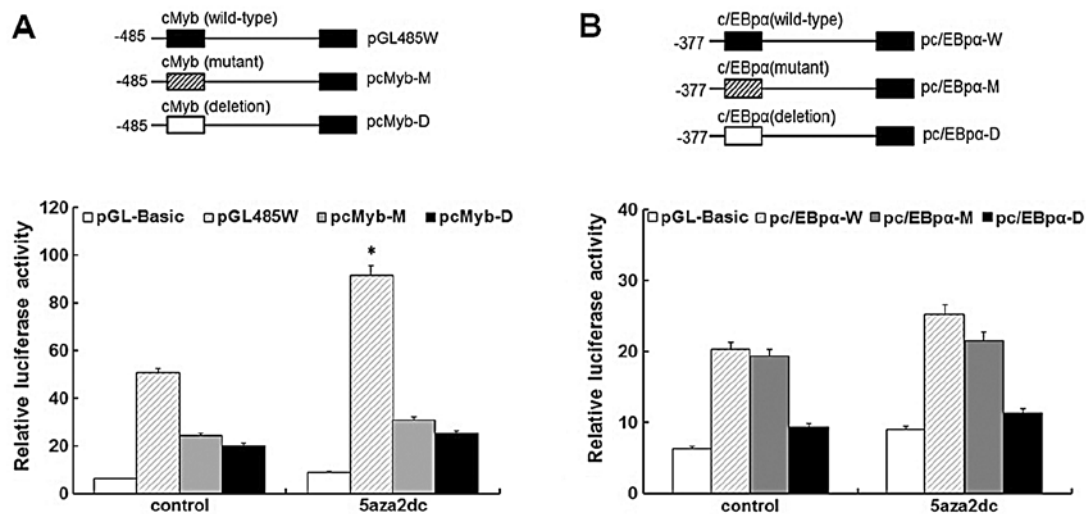 A
cMyb (wild-type)
-485
pGL485W
cMyb (mutant)
-485
pcMyb-M
cMyb (deletion)
-485
pcMyb-D
Relative luciferase activity
120
100
80
60
40
20
0
pGL-Basic pGL485W pcMyb-M pcMyb-D
*
control 5aza2dc
B
c/EBpα(wild-type)
-377
pc/EBpα-W
c/EBpα(mutant)
-377
pc/EBpα-M
c/EBpα(deletion)
-377
pc/EBpα-D
Relative luciferase activity
40
30
20
10
0
pGL-Basic pc/EBpα-W pc/EBpα-M pc/EBpα-D
control 5aza2dc